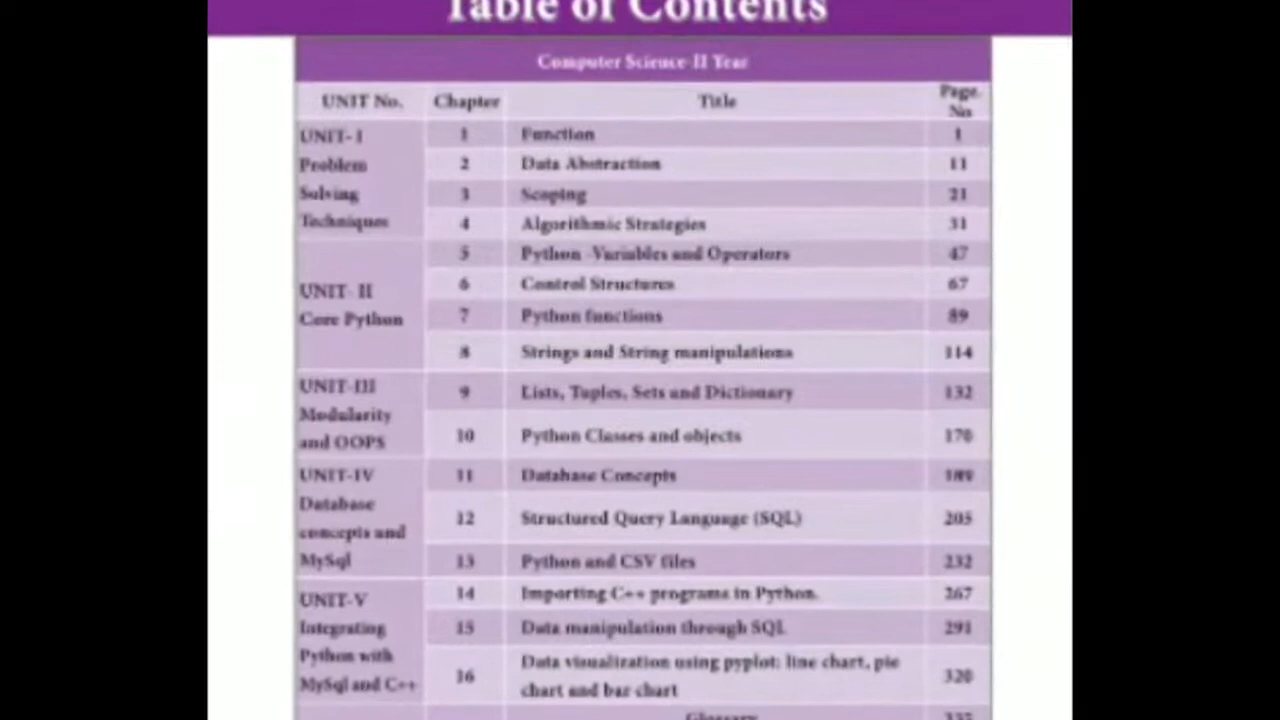 Table of Contents
Computer Science-II Year
UNIT No. Chapter Title Page. No
UNIT- I Problem Solving Techniques
1 Function 1
2 Data Abstraction 11
3 Scoping 21
4 Algorithmic Strategies 31
UNIT- II Core Python
5 Python -Variables and Operators 47
6 Control Structures 67
7 Python functions 89
8 Strings and String manipulations 114
UNIT-III Modularity and OOPS
9 Lists, Tuples, Sets and Dictionary 132
10 Python Classes and objects 170
UNIT-IV Database concepts and MySql
11 Database Concepts 189
12 Structured Query Language (SQL) 205
13 Python and CSV files 232
UNIT-V Integrating Python with MySql and C++
14 Importing C++ programs in Python. 267
15 Data manipulation through SQL 291
16 Data visualization using pyplot: line chart, pie
chart and bar chart 320
Glossary